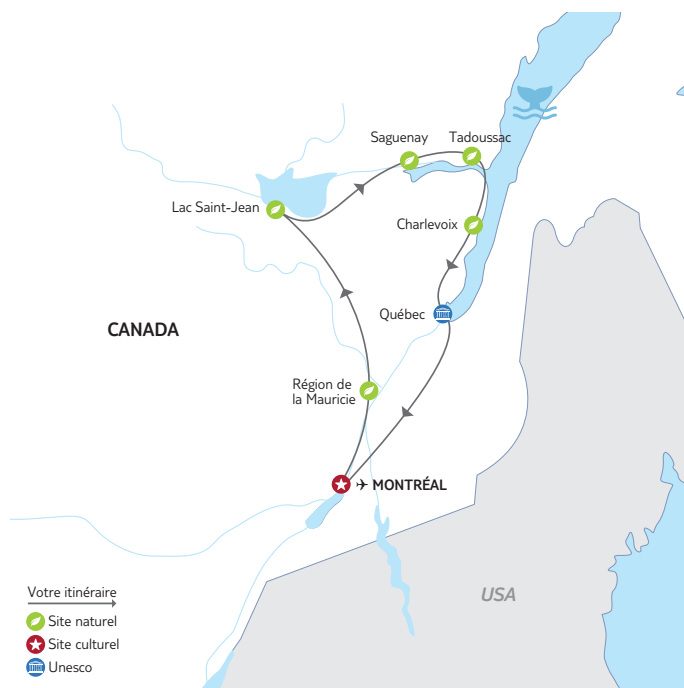 Saguenay
Tadoussac
Lac Saint-Jean
Charlevoix
Québec
CANADA
Région de
la Mauricie
MONTRÉAL
USA
Votre itinéraire
Site naturel
Site culturel
Unesco